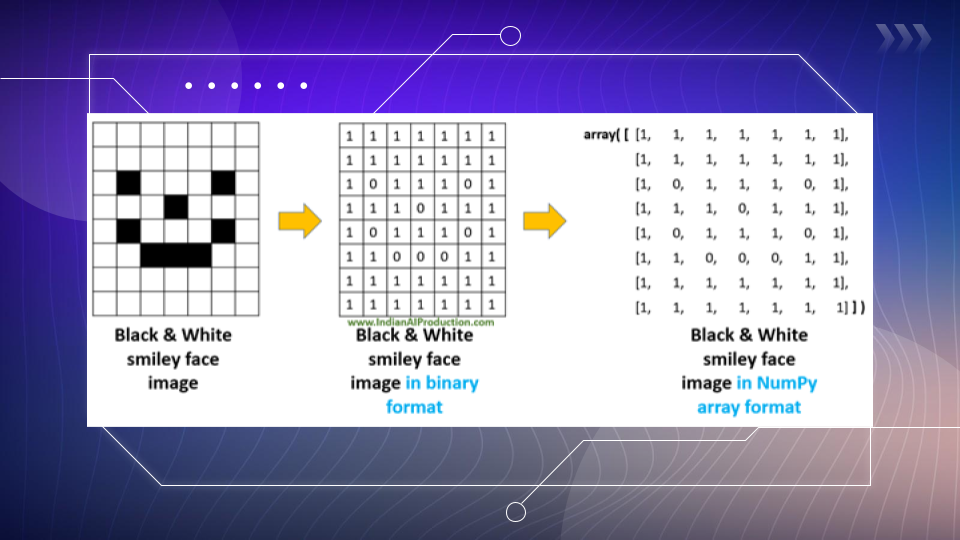 1 1 1 1 1 1 1
1 1 1 1 1 1 1
1 0 1 1 1 0 1
1 1 1 0 1 1 1
1 0 1 1 1 0 1
1 1 0 0 0 1 1
1 1 1 1 1 1 1
1 1 1 1 1 1 1
www.IndianAIProduction.com
array( [ [1, 1, 1, 1, 1, 1, 1],
[1, 1, 1, 1, 1, 1, 1],
[1, 0, 1, 1, 1, 0, 1],
[1, 1, 1, 0, 1, 1, 1],
[1, 0, 1, 1, 1, 0, 1],
[1, 1, 0, 0, 0, 1, 1],
[1, 1, 1, 1, 1, 1, 1],
[1, 1, 1, 1, 1, 1, 1] ] )
Black & White
smiley face
image
Black & White
smiley face
image in binary
format
Black & White
smiley face
image in NumPy
array format